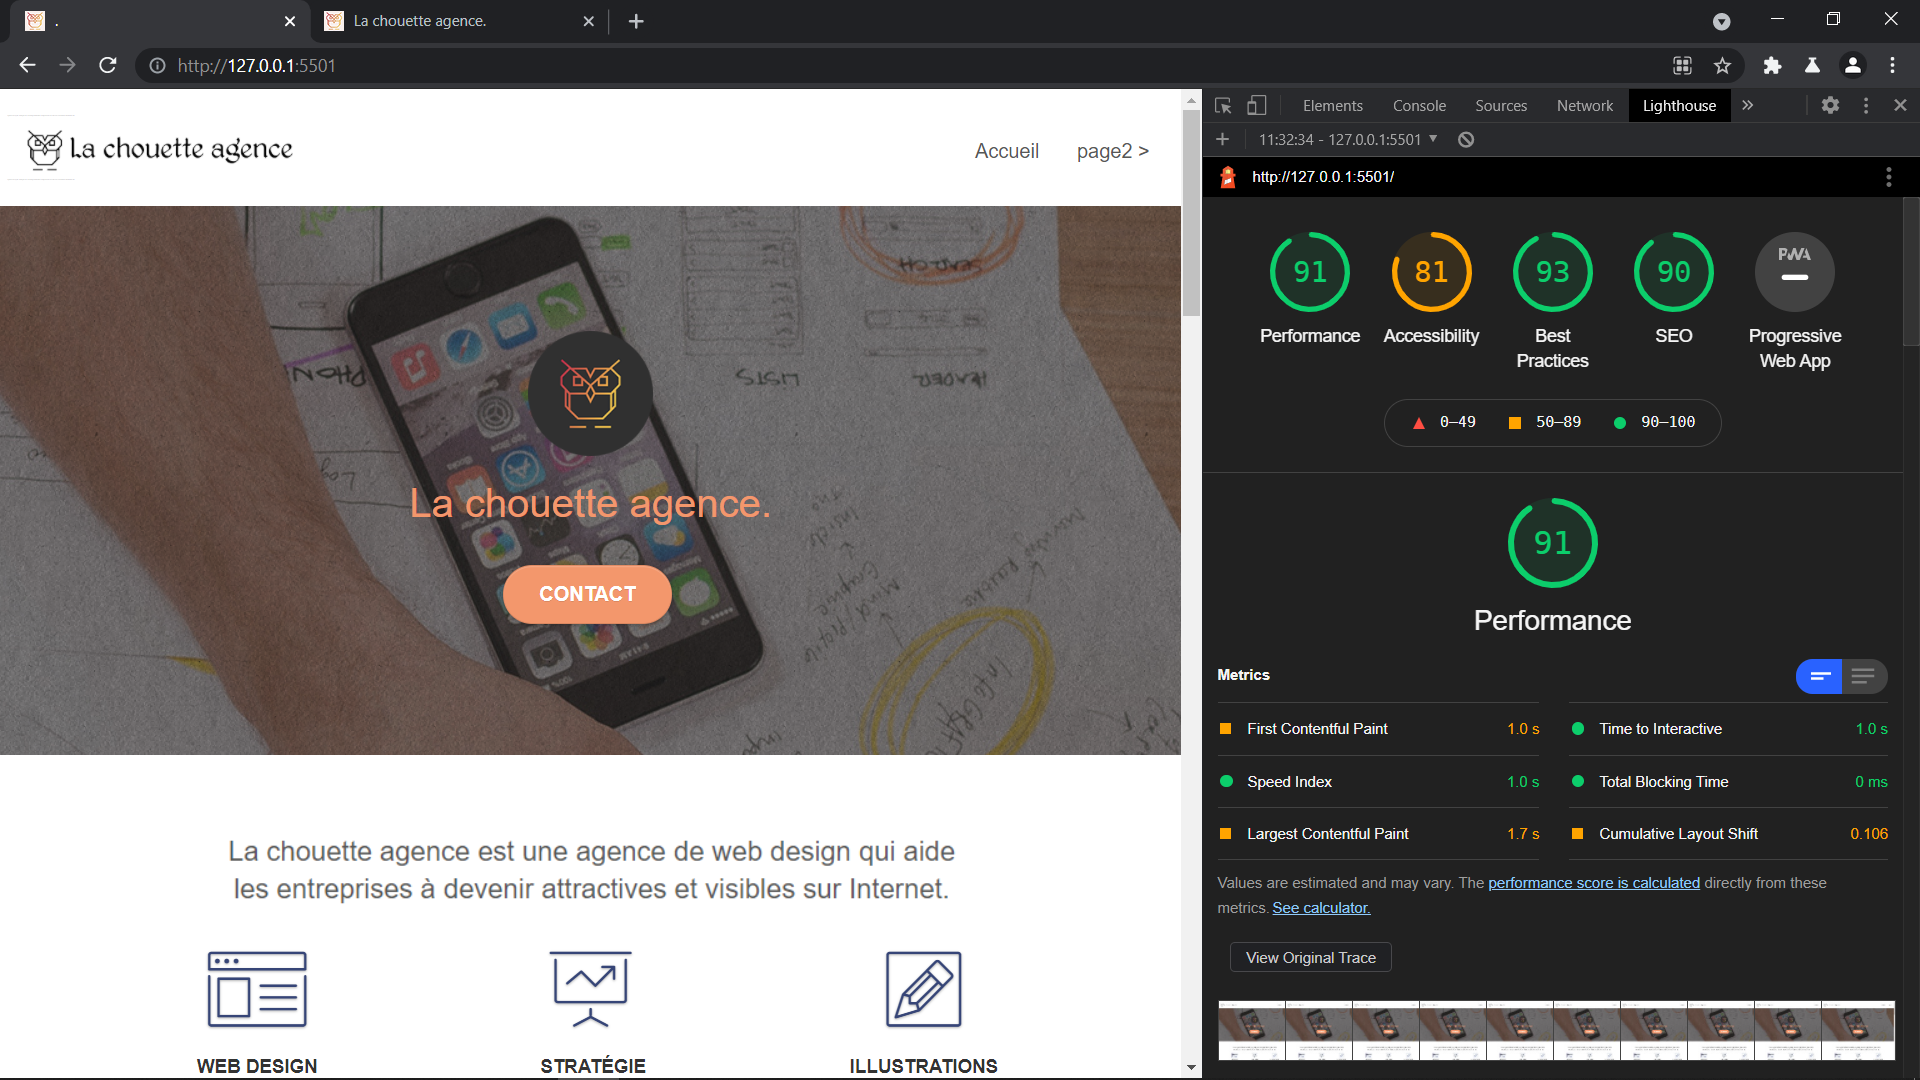 .
La chouette agence.
http://127.0.0.1:5501
La chouette agence
Accueil
page2 >
SEARCH
PHON
LISTS
HEADER
La chouette agence.
CONTACT
La chouette agence est une agence de web design qui aide
les entreprises à devenir attractives et visibles sur Internet.
WEB DESIGN
STRATÉGIE
ILLUSTRATIONS
Elements
Console
Sources
Network
Lighthouse
11:32:34 - 127.0.0.1:5501
http://127.0.0.1:5501/
91
81
93
90
PWA
Performance
Accessibility
Best
Practices
SEO
Progressive
Web App
0–49
50–89
90–100
91
Performance
Metrics
First Contentful Paint 1.0 s
Time to Interactive 1.0 s
Speed Index 1.0 s
Total Blocking Time 0 ms
Largest Contentful Paint 1.7 s
Cumulative Layout Shift 0.106
Values are estimated and may vary. The performance score is calculated directly from these
metrics. See calculator.
View Original Trace